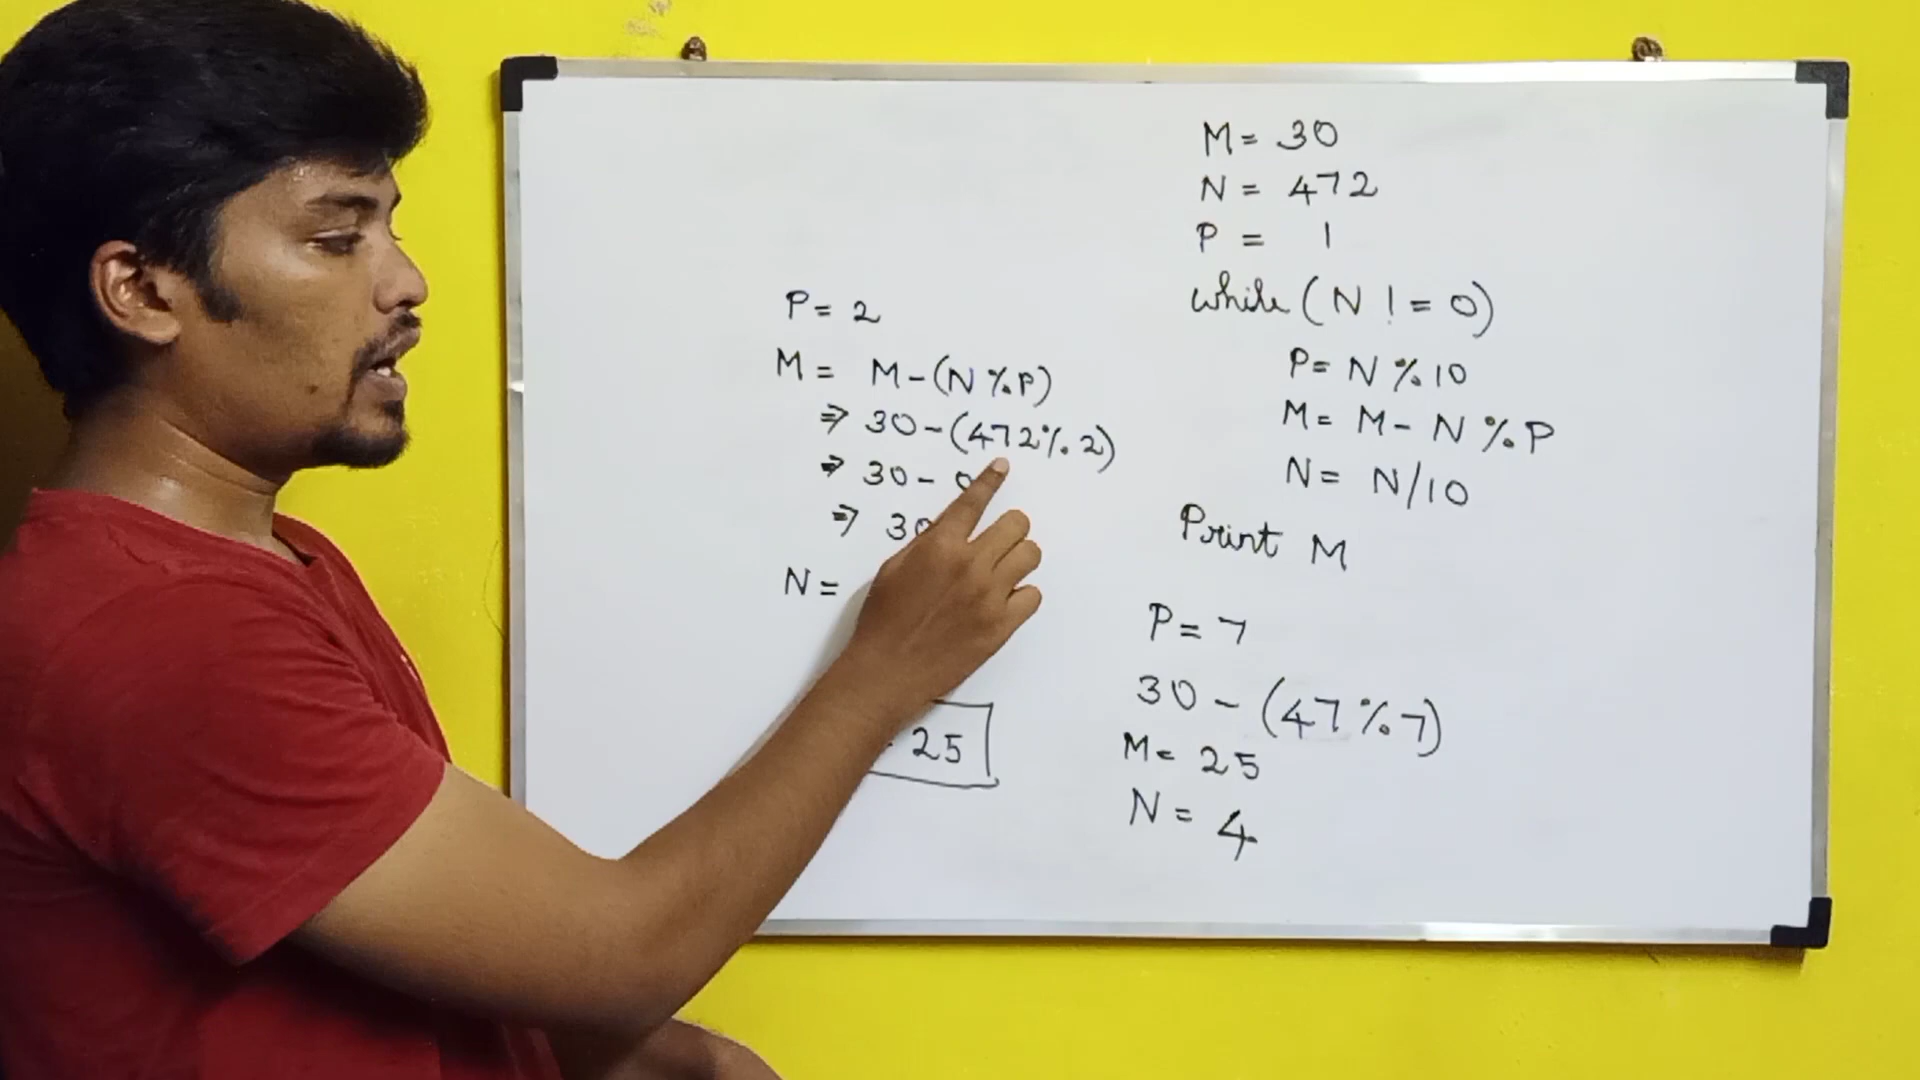 M = 30
N = 472
P = 1
while (N != 0)
P = N % 10
M = M - N % P
N = N/10
Print M
P = 2
M = M - (N % P)
⇒ 30 - (472 % 2)
⇒ 30 - 0
⇒ 30
N =
25
P = 7
30 - (47 % 7)
M = 25
N = 4